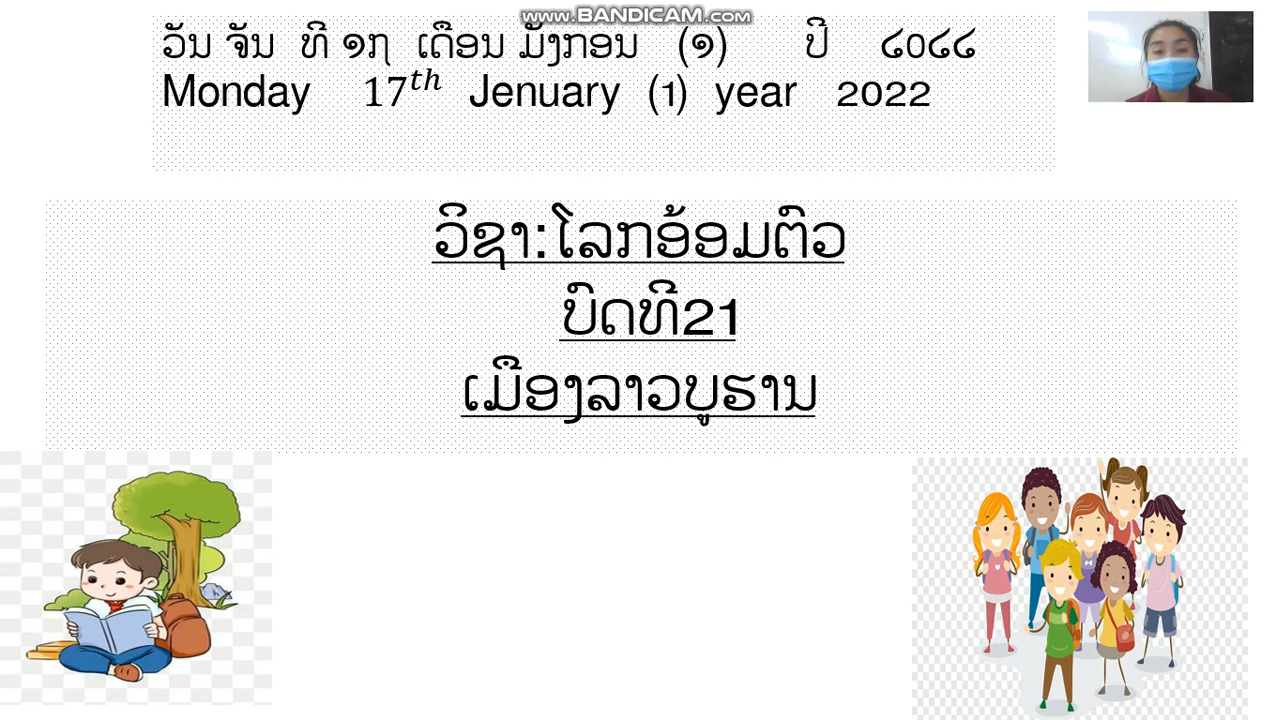 www.BANDICAM.com
ວັນ ຈັນ ທີ ໑໗ ເດືອນ ມັງກອນ (໑) ປີ ໒໐໒໒
Monday 17th Jenuary (1) year 2022
ວິຊາ:ໂລກອ້ອມຕົວ
ບົດທີ21
ເມືອງລາວບູຮານ